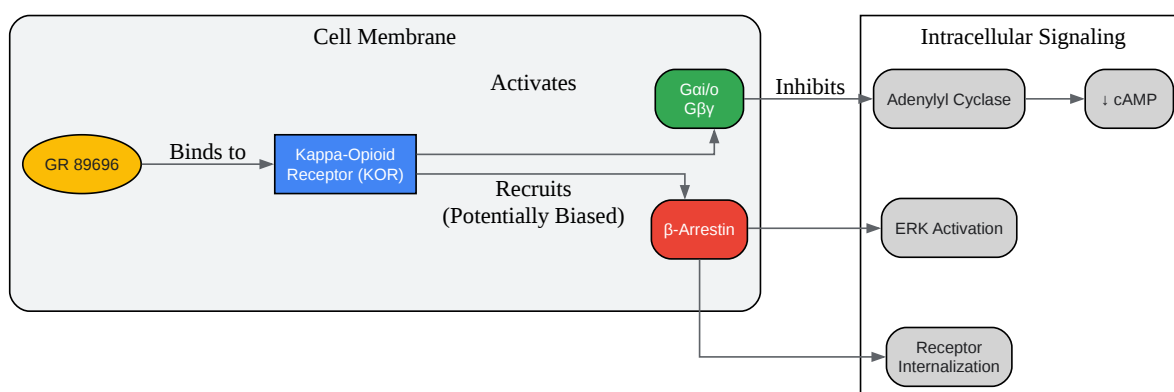 Cell Membrane
Intracellular Signaling
Activates
Gαi/o
Gβγ
Inhibits
Adenylyl Cyclase
↓ cAMP
GR 89696
Binds to
Kappa-Opioid
Receptor (KOR)
Recruits
(Potentially Biased)
β-Arrestin
ERK Activation
Receptor
Internalization